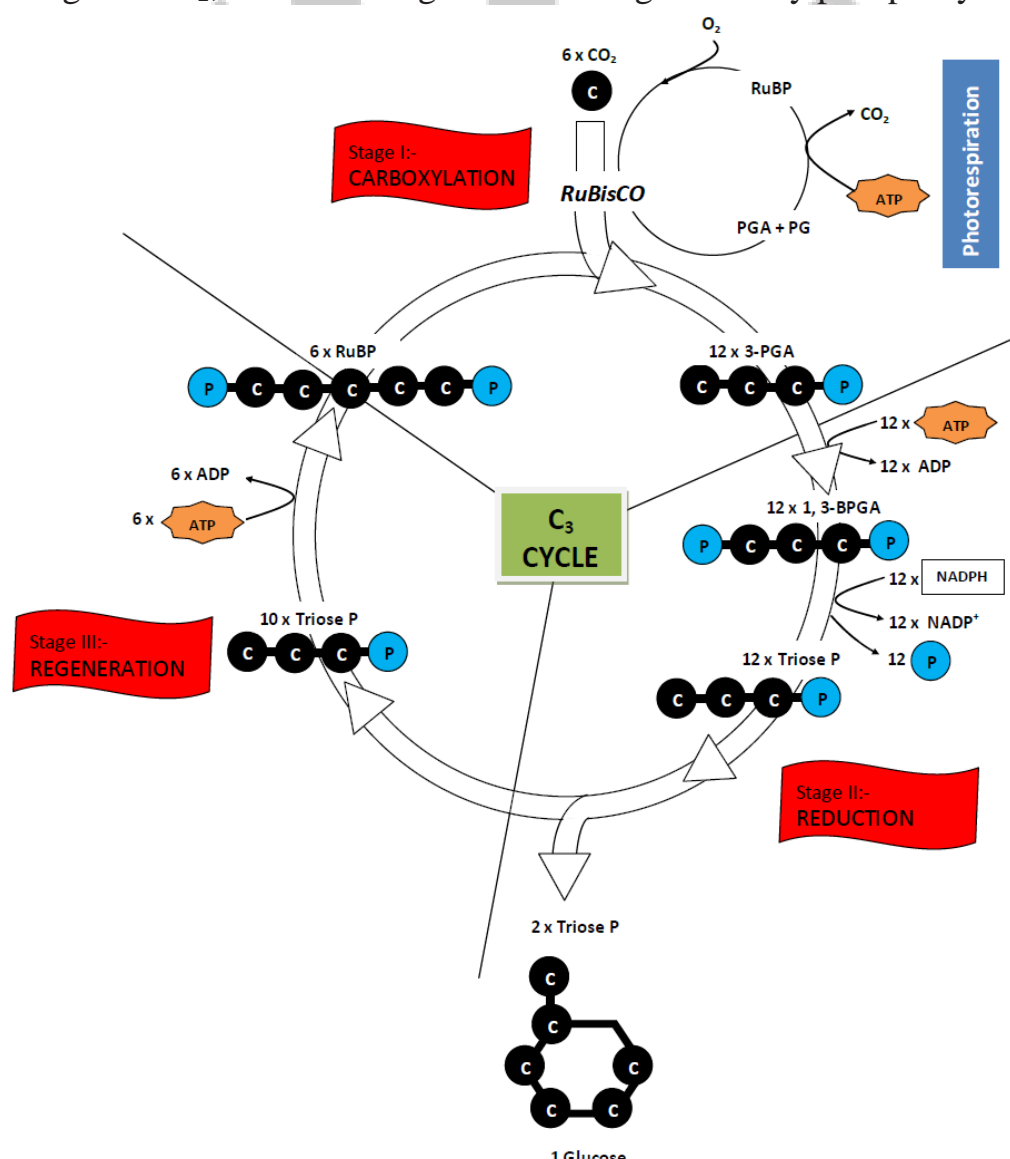 O₂
6 x CO₂
C
RuBP
CO₂
Photorespiration
Stage I:-
CARBOXYLATION
RuBisCO
ATP
PGA + PG
6 x RuBP
P C C C C C P
12 x 3-PGA
C C C P
12 x ATP
12 x ADP
6 x ADP
6 x ATP
C₃
CYCLE
12 x 1, 3-BPGA
P C C C P
12 x NADPH
12 x NADP⁺
12 P
Stage III:-
REGENERATION
10 x Triose P
C C C P
12 x Triose P
C C C P
Stage II:-
REDUCTION
2 x Triose P
C
C
C C
C C
1 Glucose